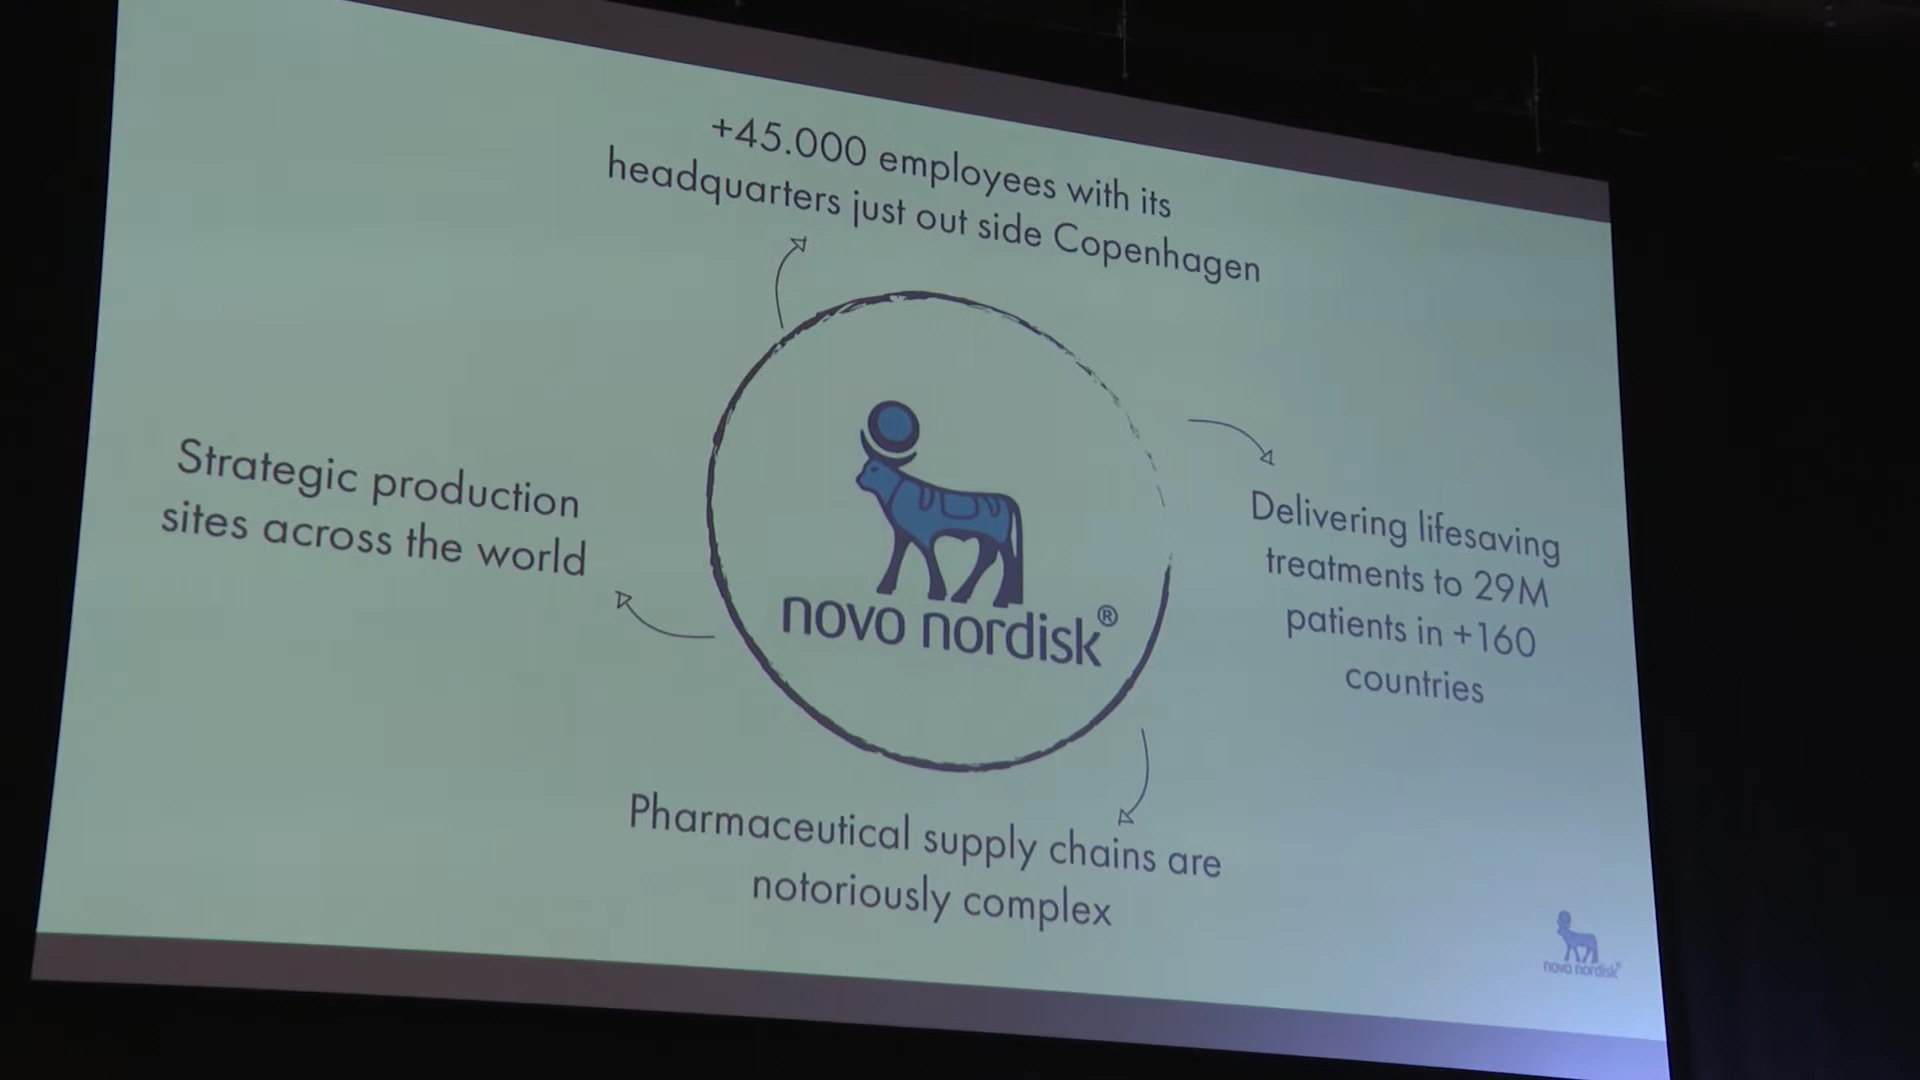 +45.000 employees with its
headquarters just out side Copenhagen
Strategic production
sites across the world
novo nordisk®
Delivering lifesaving
treatments to 29M
patients in +160
countries
Pharmaceutical supply chains are
notoriously complex
novo nordisk®